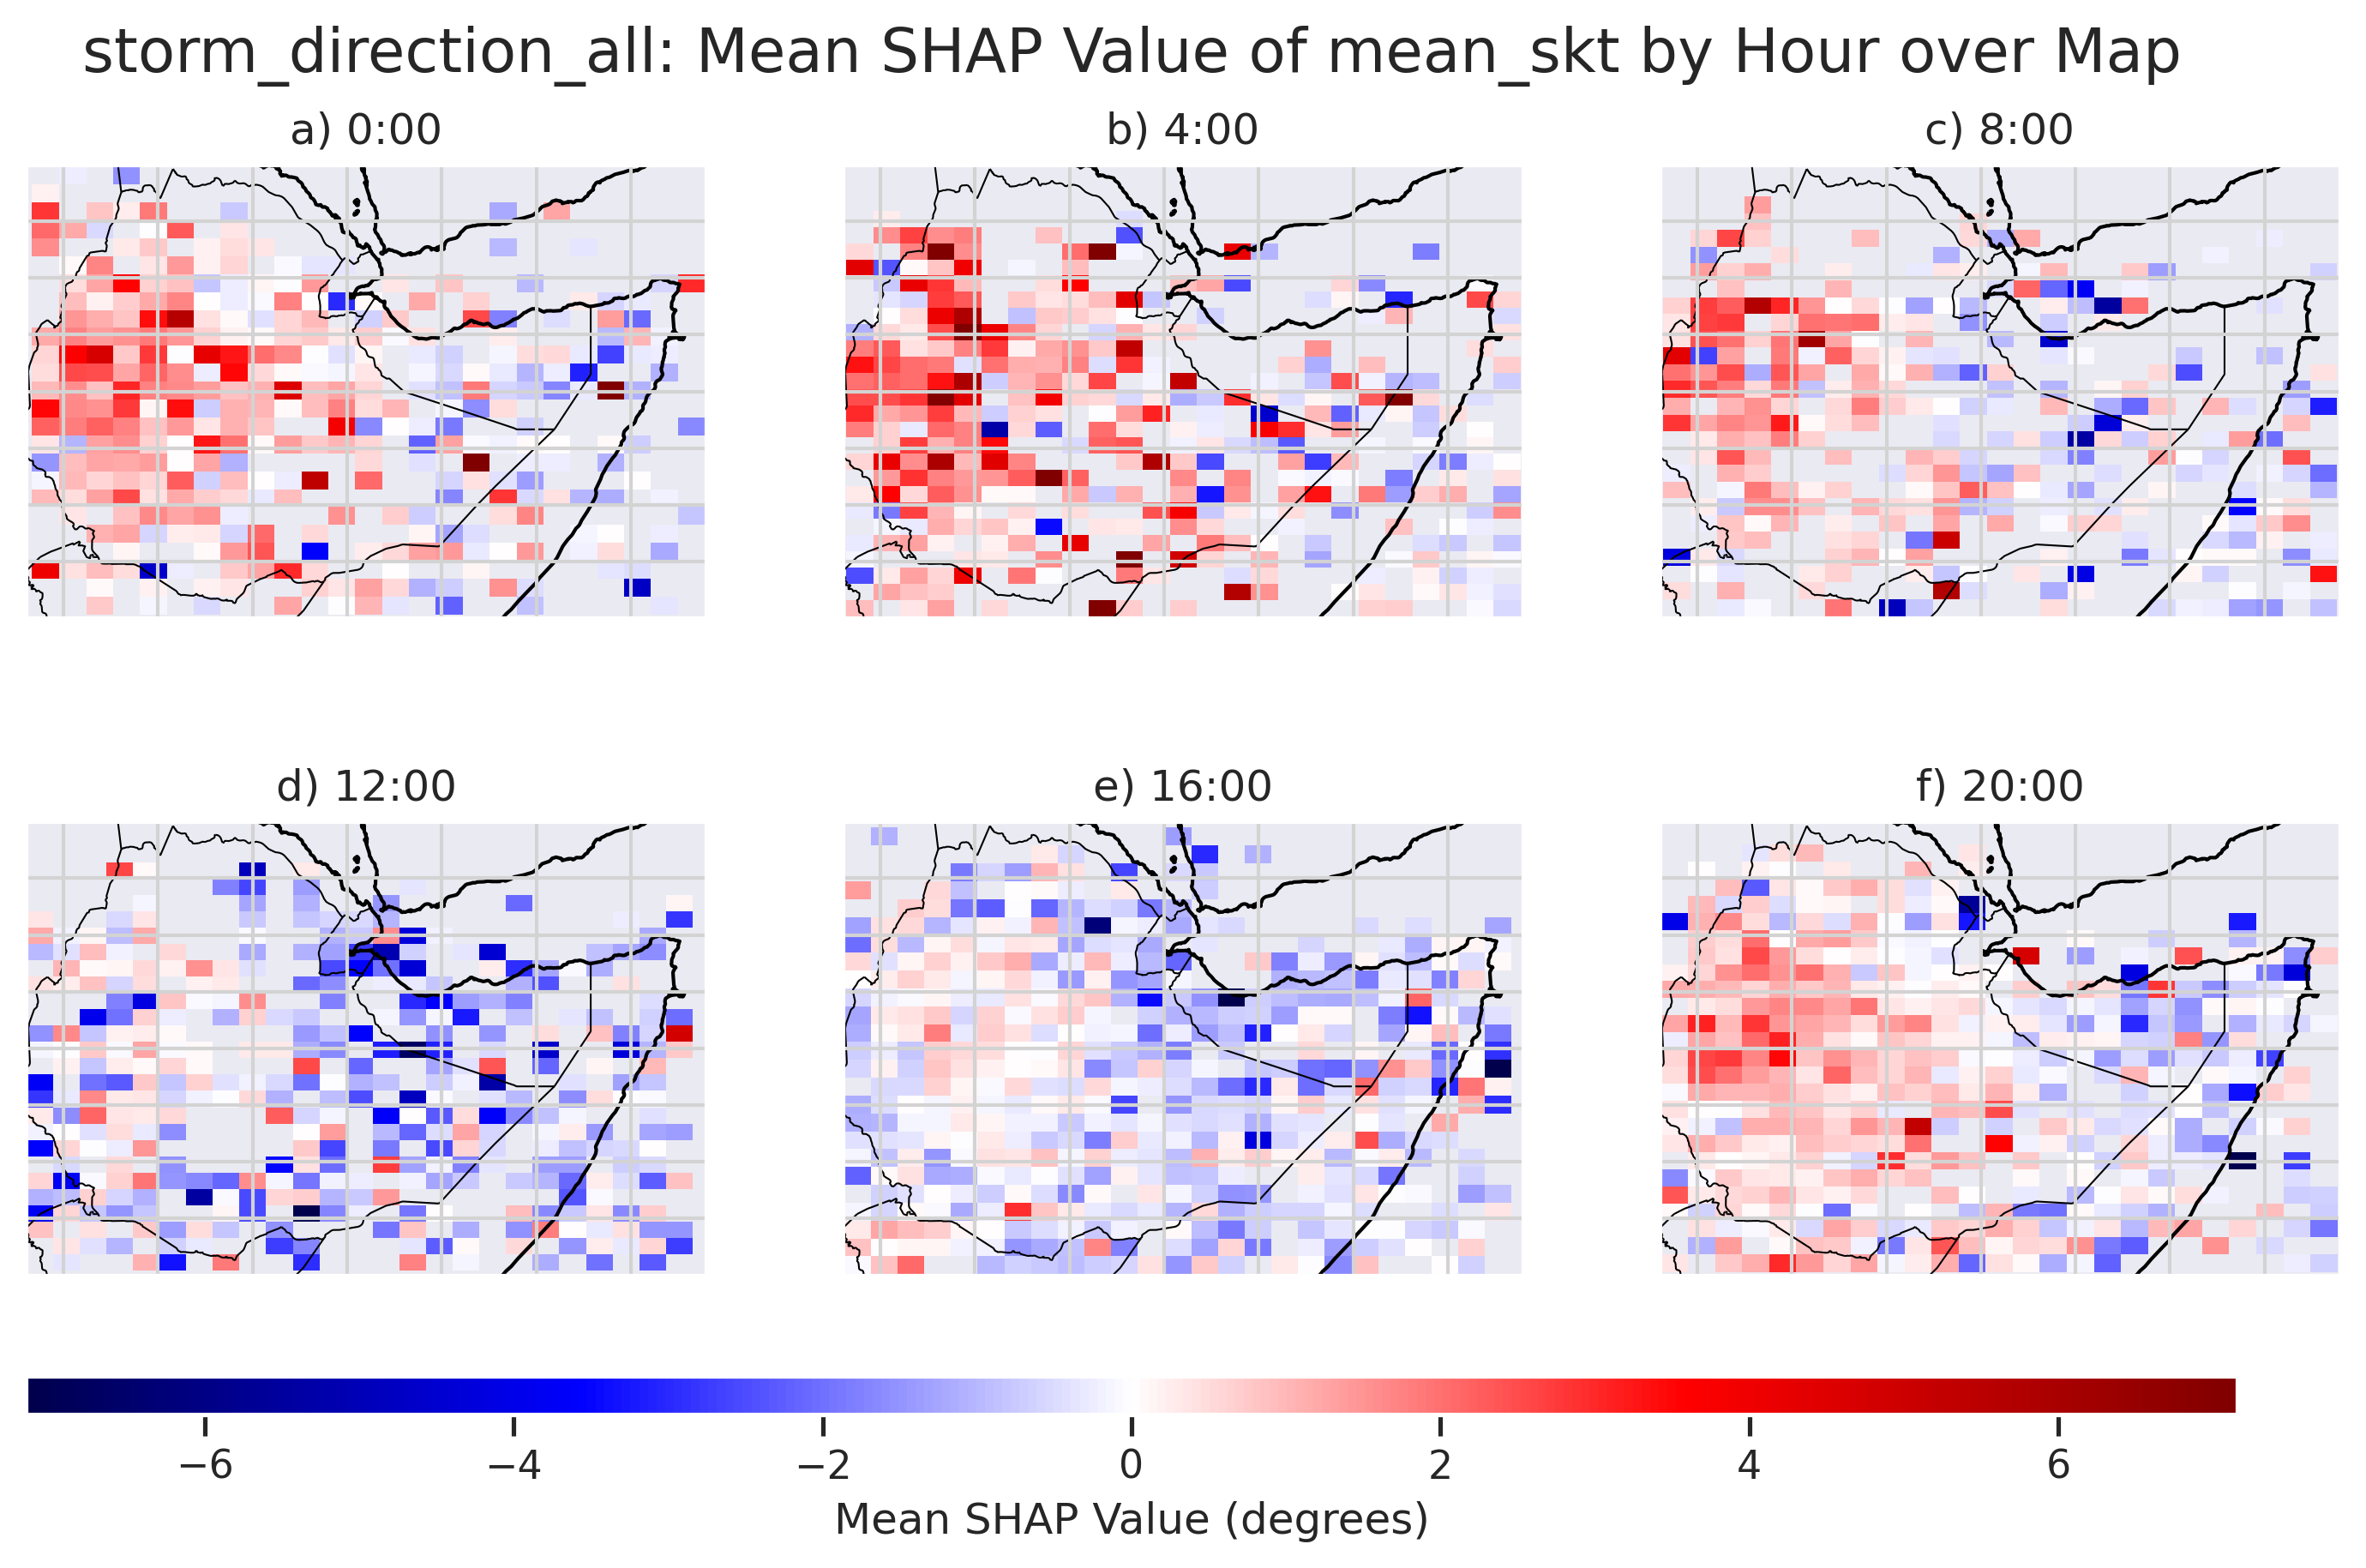 storm_direction_all: Mean SHAP Value of mean_skt by Hour over Map
a) 0:00
b) 4:00
c) 8:00
d) 12:00
e) 16:00
f) 20:00
−6
−4
−2
0
2
4
6
Mean SHAP Value (degrees)